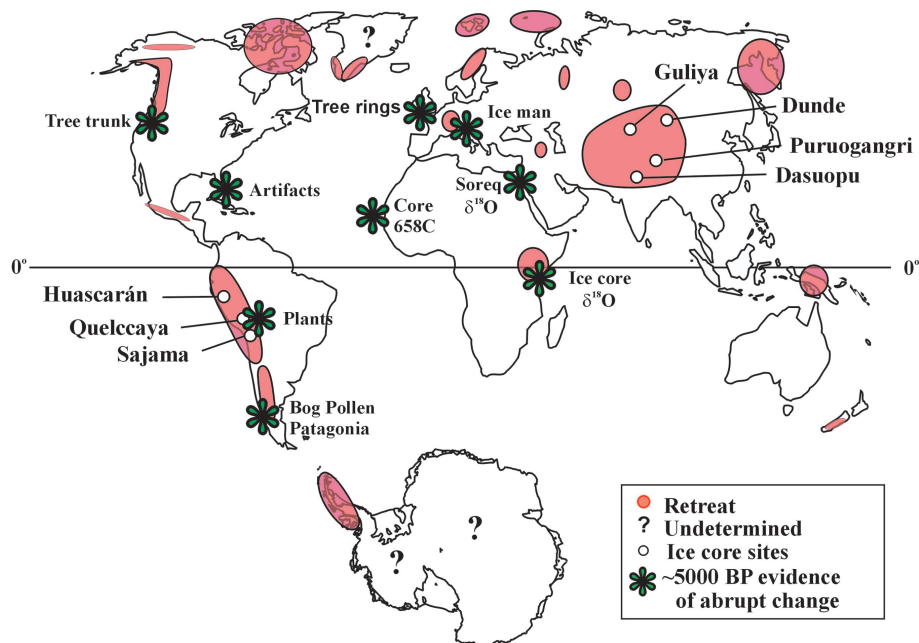 ?
Guliya
Tree rings
Ice man
Dunde
Tree trunk
Puruogangri
Artifacts
Soreq
δ¹⁸O
Dasuopu
Core
658C
0º
0º
Ice core
δ¹⁸O
Huascarán
Quelccaya
Plants
Sajama
Bog Pollen
Patagonia
?
?
Retreat
? Undetermined
Ice core sites
~5000 BP evidence
of abrupt change